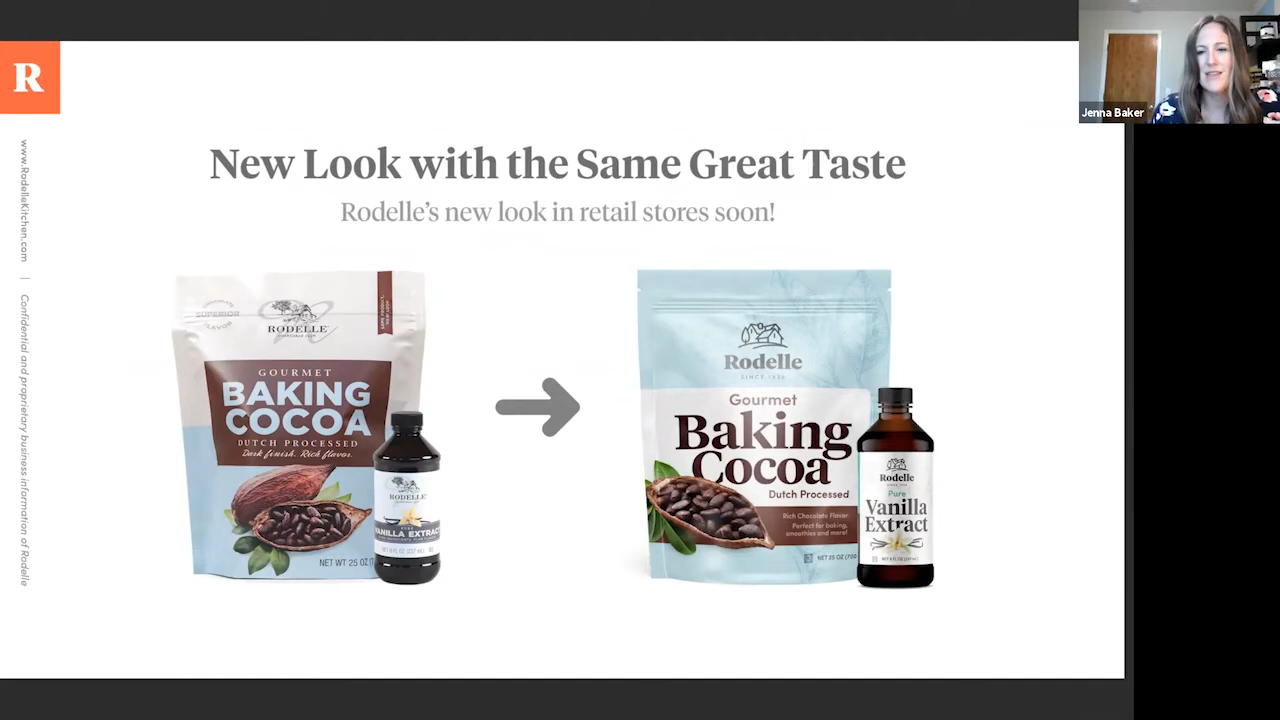 R
Jenna Baker
www.RodelleKitchen.com | Confidential and proprietary business information of Rodelle
New Look with the Same Great Taste
Rodelle's new look in retail stores soon!
SUPERIOR
FLAVOR
RODELLE
GOURMET
BAKING
COCOA
DUTCH PROCESSED
Dark finish. Rich flavor.
NET WT 25 OZ
RODELLE
PURE
VANILLA EXTRACT
Rodelle
SINCE 1936
Gourmet
Baking
Cocoa
Dutch Processed
Rich Chocolate Flavor
Perfect for baking,
smoothies and more!
NET 25 OZ
Rodelle
Pure
Vanilla
Extract